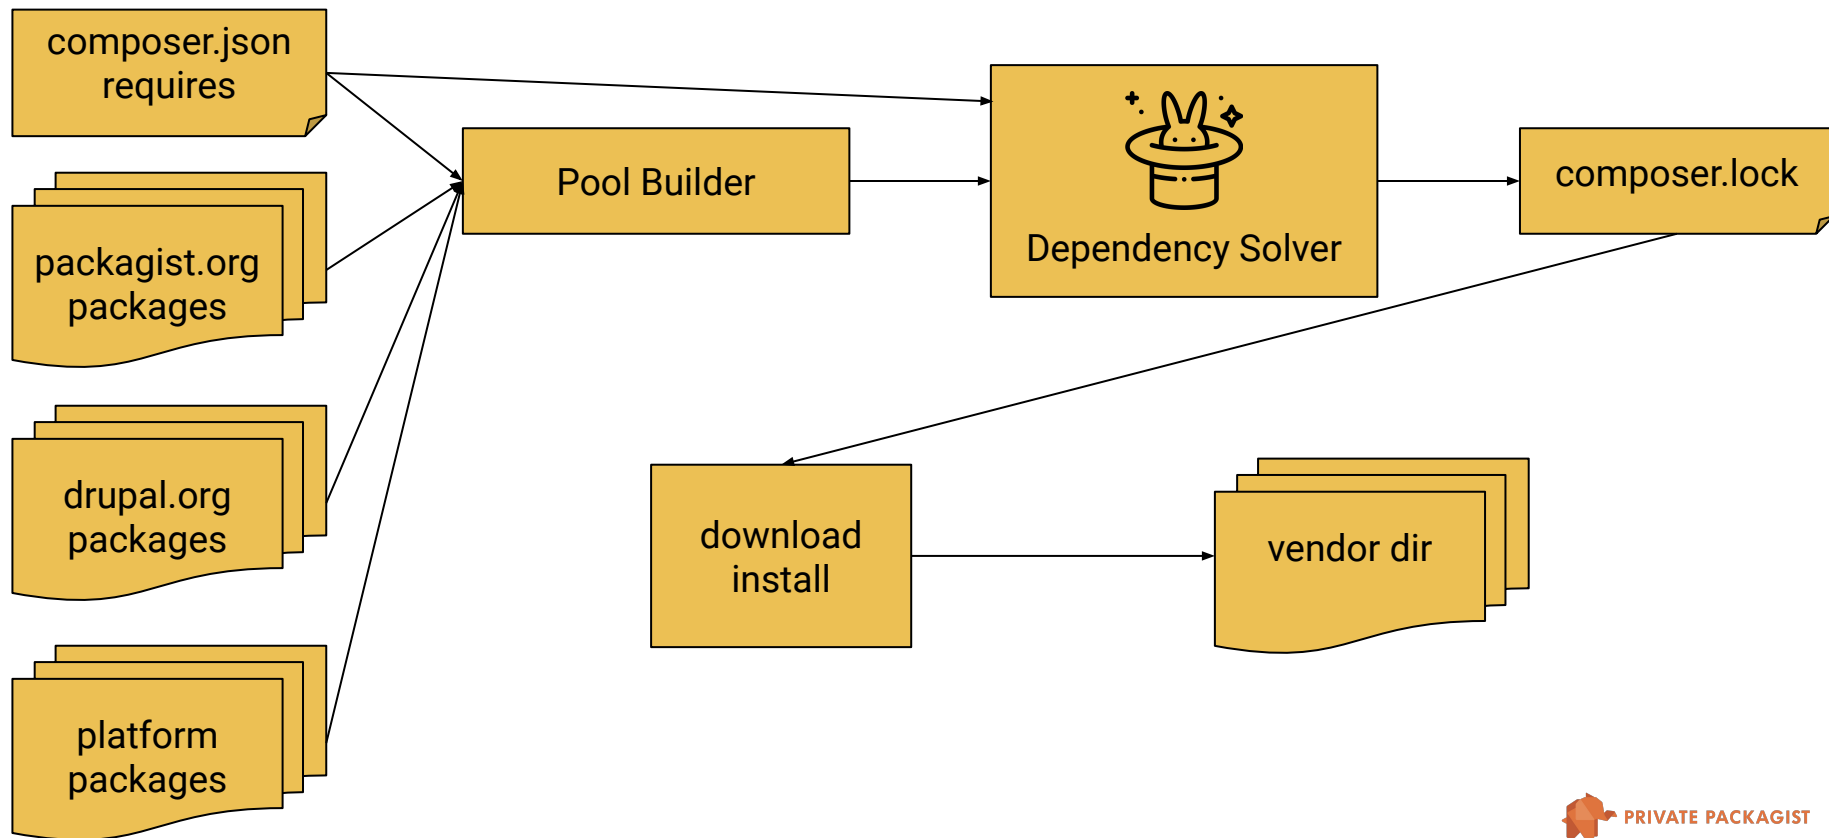 composer.json
requires
packagist.org
packages
drupal.org
packages
platform
packages
Pool Builder
Dependency Solver
composer.lock
download
install
vendor dir
PRIVATE PACKAGIST